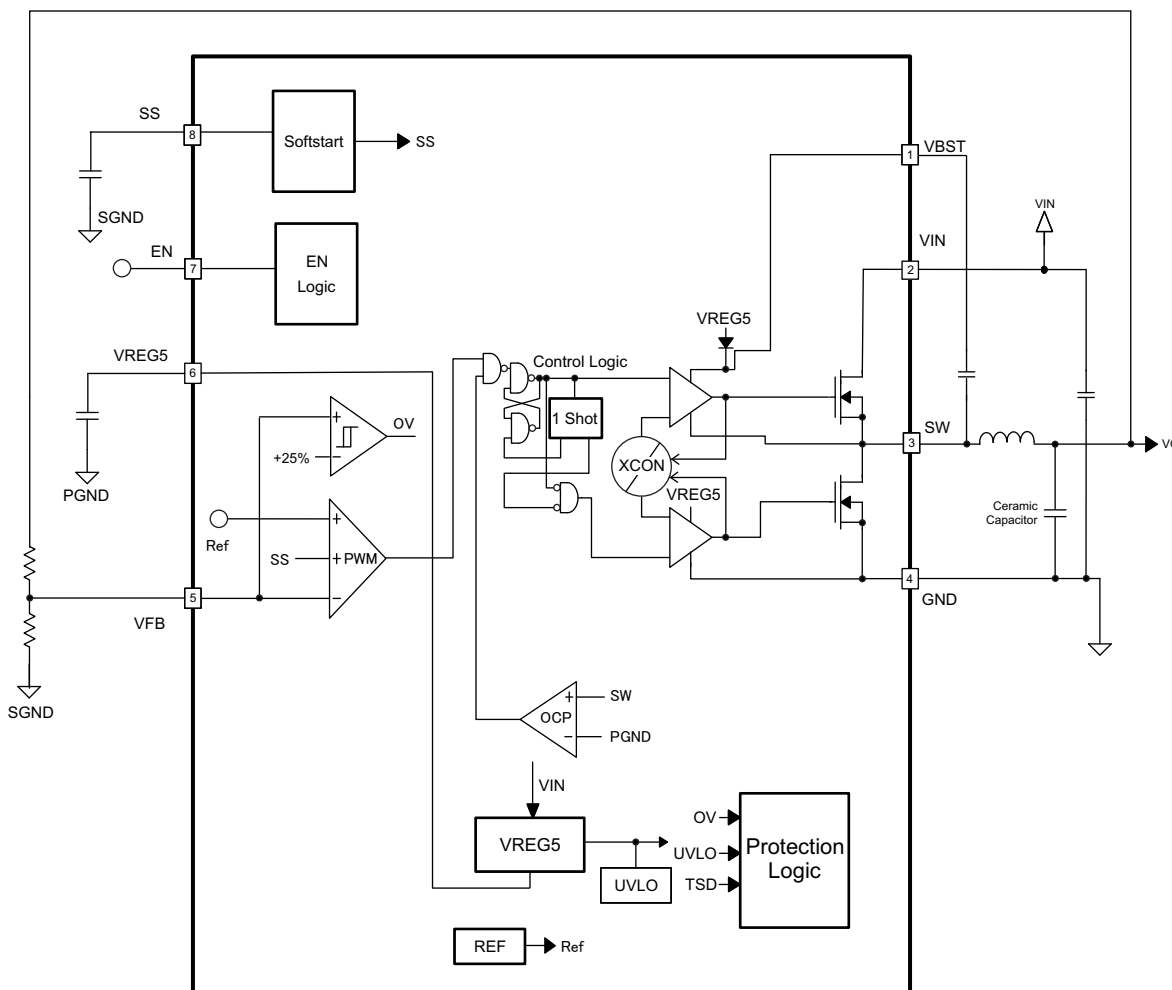 SS
8
Softstart
SS
SGND
1
VBST
VIN
VIN
2
EN
7
EN
Logic
VREG5
6
VREG5
Control Logic
1 Shot
OV
+
−
+25%
PGND
XCON
VREG5
SW
3
Ceramic
Capacitor
Ref
+
SS
+
PWM
−
5
VFB
4
GND
SGND
+
SW
OCP
−
PGND
VIN
VREG5
UVLO
OV
UVLO
TSD
Protection
Logic
REF
Ref